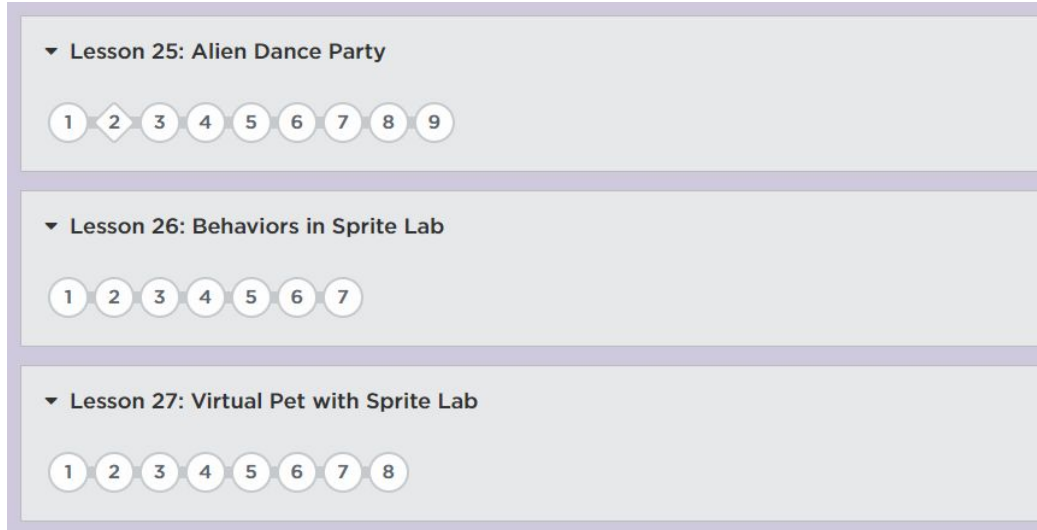 Lesson 25: Alien Dance Party
1 2 3 4 5 6 7 8 9
Lesson 26: Behaviors in Sprite Lab
1 2 3 4 5 6 7
Lesson 27: Virtual Pet with Sprite Lab
1 2 3 4 5 6 7 8